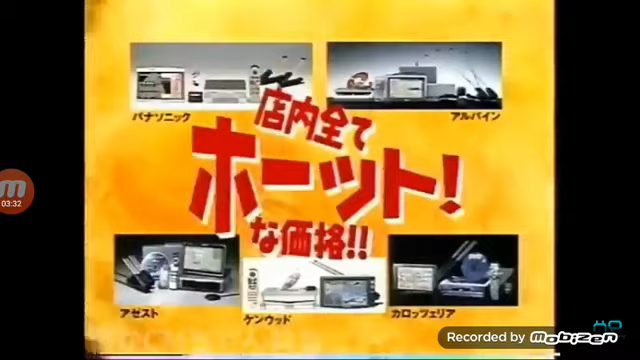 パナソニック
アルパイン
店内全て
ホーット!
な価格!!
アゼスト
ケンウッド
カロッツェリア
03:32
Recorded by
Mobizen